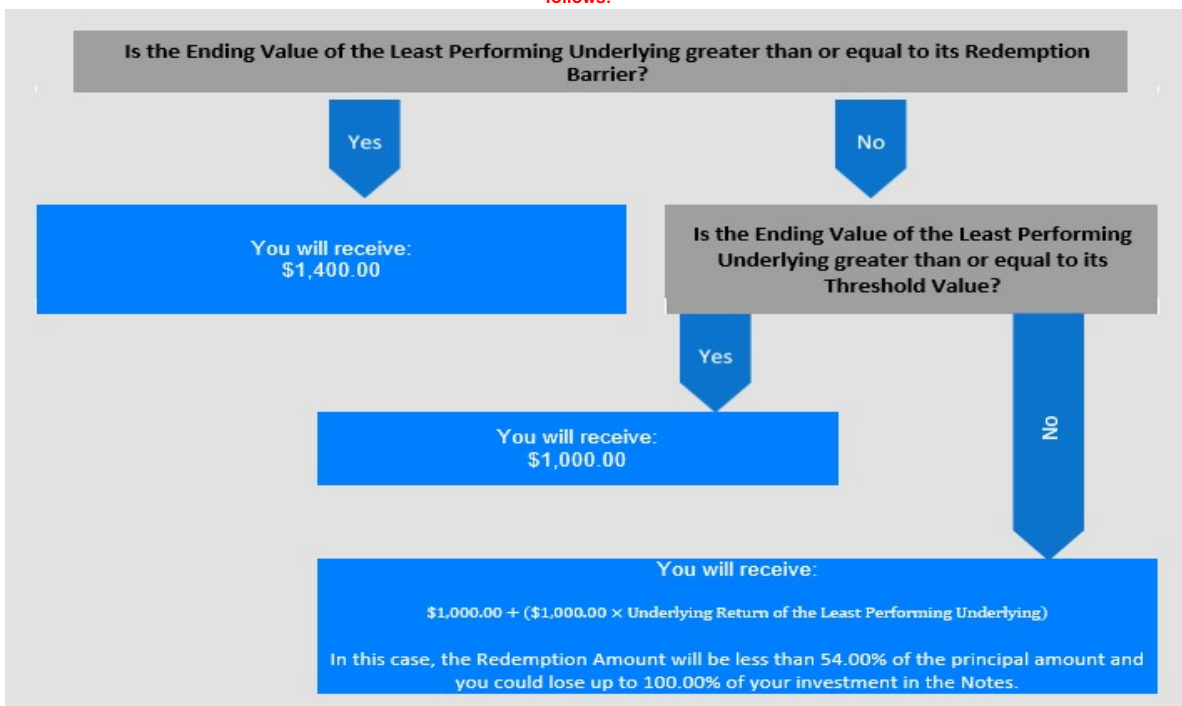 follows:
Is the Ending Value of the Least Performing Underlying greater than or equal to its Redemption
Barrier?
Yes
No
You will receive:
$1,400.00
Is the Ending Value of the Least Performing
Underlying greater than or equal to its
Threshold Value?
Yes
No
You will receive:
$1,000.00
You will receive:
$1,000.00 + ($1,000.00 × Underlying Return of the Least Performing Underlying)
In this case, the Redemption Amount will be less than 54.00% of the principal amount and
you could lose up to 100.00% of your investment in the Notes.